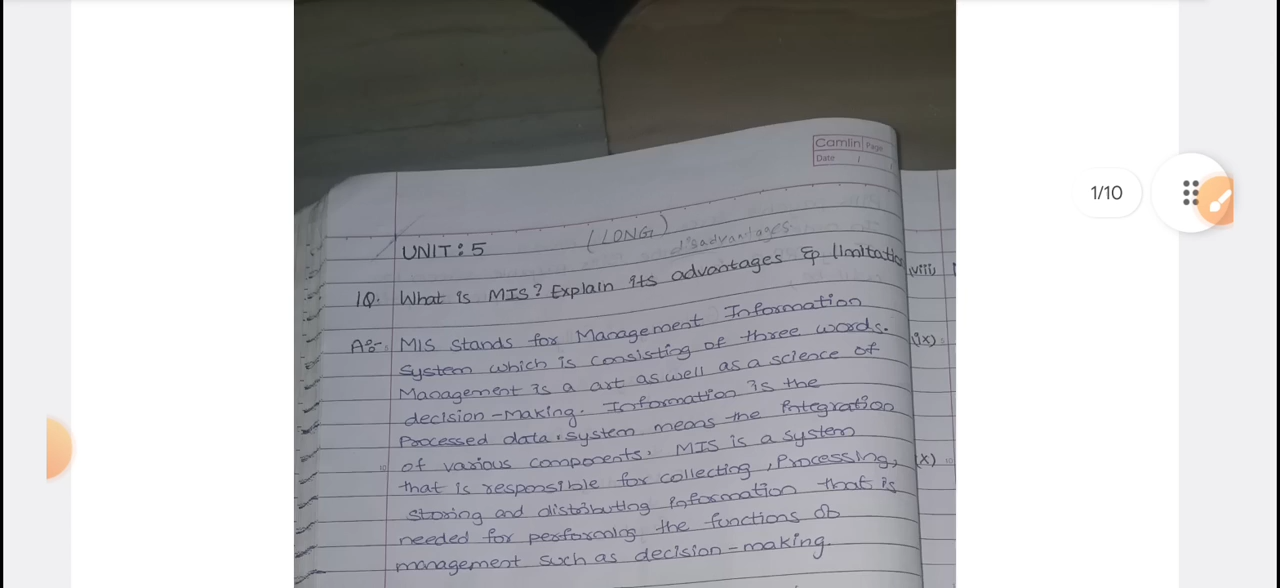 Camlin Page
Date / /
1/10
UNIT: 5 (LONG)
disadvantages.
1Q. What is MIS? Explain its advantages & limitatio
viii)
A:- MIS stands for Management Information
System which is consisting of three words.
(ix)
Management is a art as well as a science of
decision-Making. Information is the
Processed data. System means the integration
of various components. MIS is a system
(x)
that is responsible for collecting, Processing,
storing and distributing information that is
needed for performing the functions of
management such as decision-making.
10